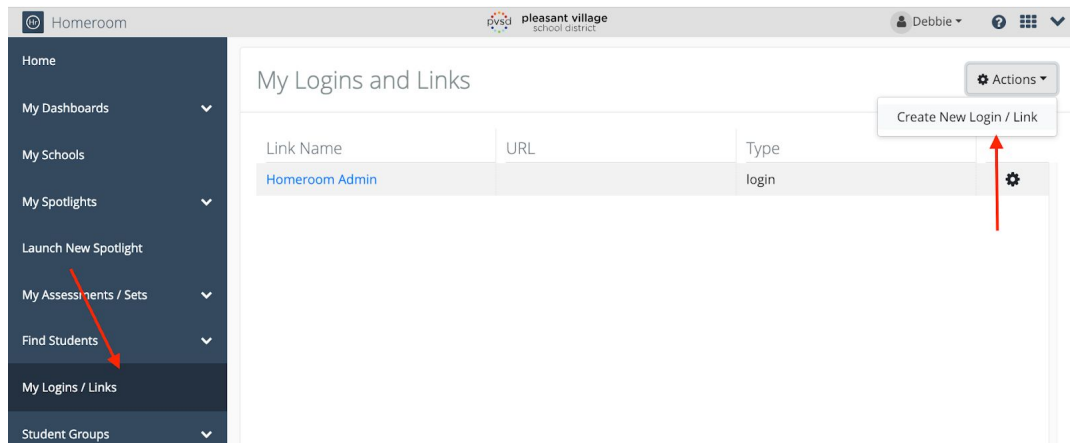 Hr Homeroom
pvsd pleasant village
school district
Debbie
Home
My Dashboards
My Schools
My Spotlights
Launch New Spotlight
My Assessments / Sets
Find Students
My Logins / Links
Student Groups
My Logins and Links
Actions
Create New Login / Link
Link Name URL Type
Homeroom Admin login